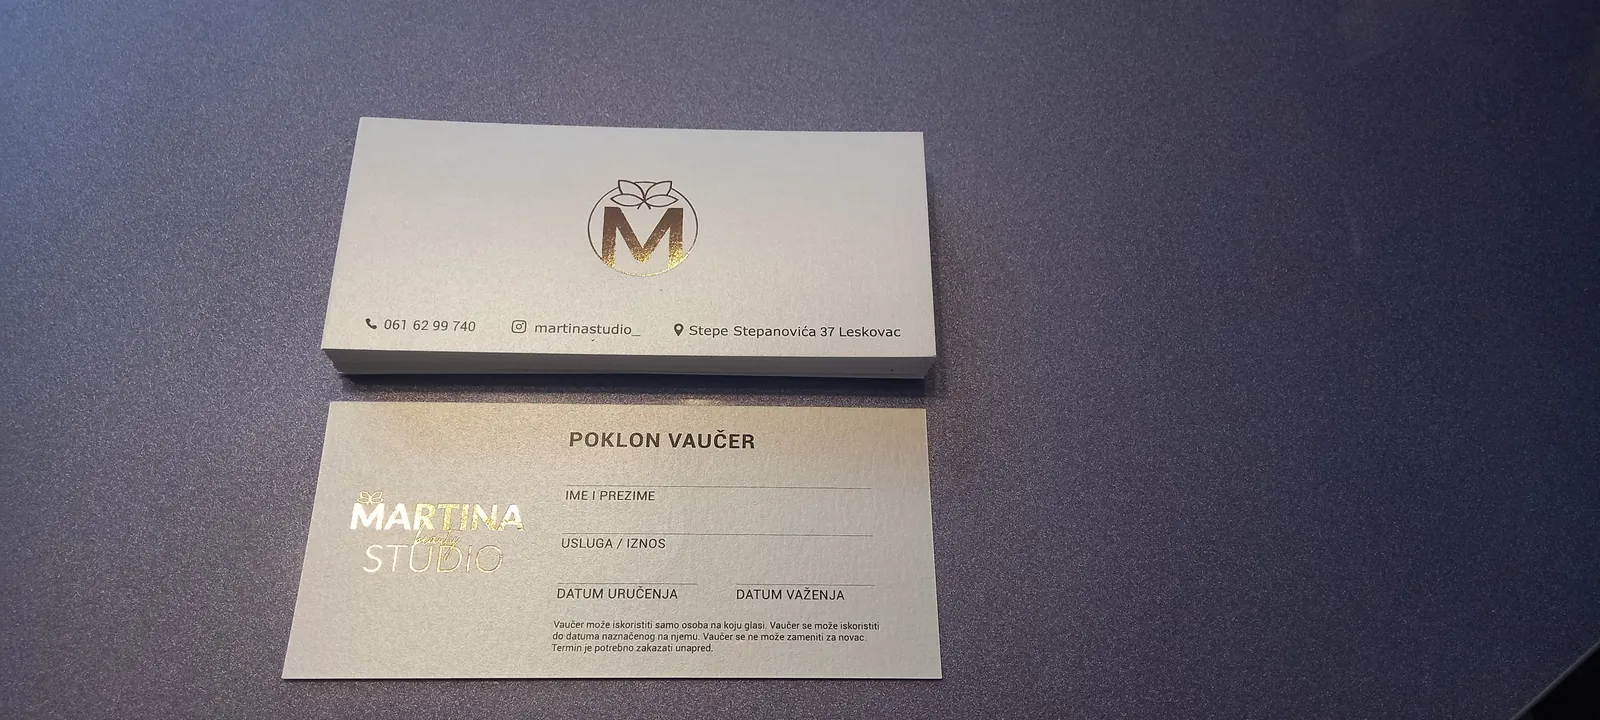 M
061 62 99 740
martinastudio_
Stepe Stepanovića 37 Leskovac
POKLON VAUČER
IME I PREZIME
USLUGA / IZNOS
DATUM URUČENJA
DATUM VAŽENJA
MARTINA
beauty
STUDIO
Vaučer može iskoristiti samo osoba na koju glasi. Vaučer se može iskoristiti
do datuma naznačenog na njemu. Vaučer se ne može zameniti za novac.
Termin je potrebno zakazati unapred.